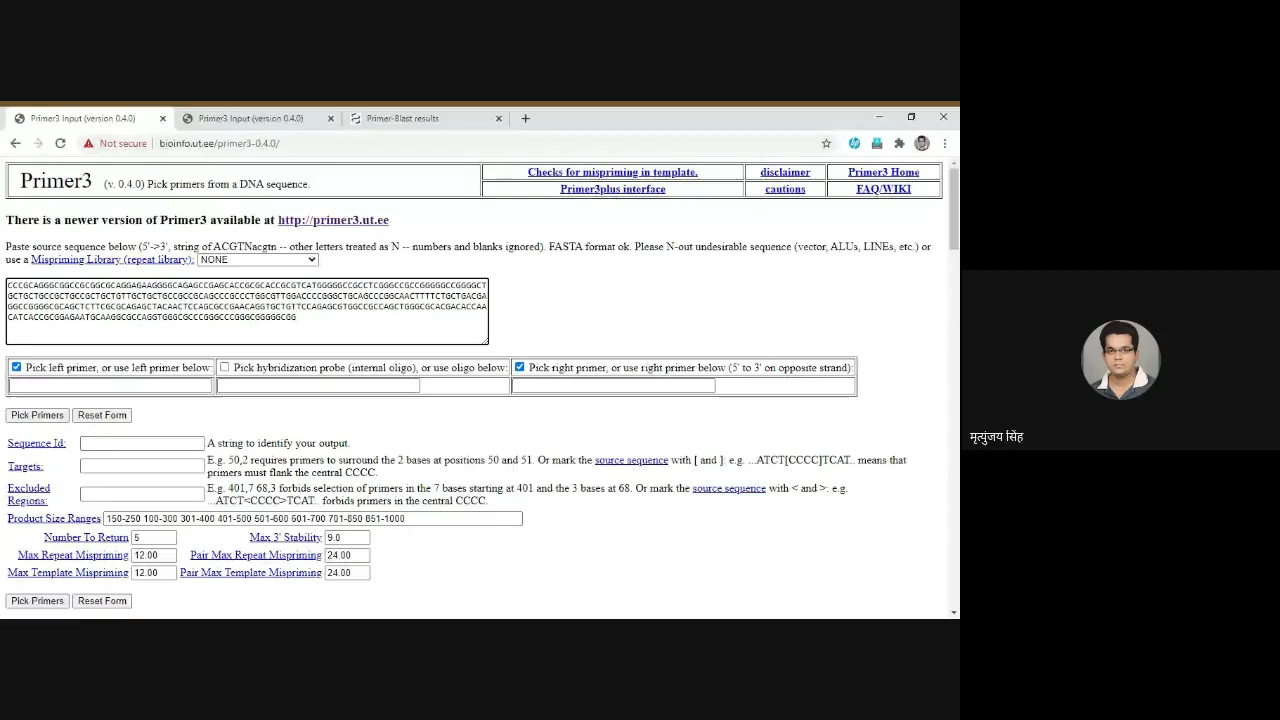 Primer3 Input (version 0.4.0)
Primer3 Input (version 0.4.0)
Primer-Blast results
Not secure | bioinfo.ut.ee/primer3-0.4.0/
Primer3 (v. 0.4.0) Pick primers from a DNA sequence.
Checks for mispriming in template.
disclaimer
Primer3 Home
Primer3plus interface
cautions
FAQ/WIKI
There is a newer version of Primer3 available at http://primer3.ut.ee
Paste source sequence below (5'->3', string of ACGTNacgtn -- other letters treated as N -- numbers and blanks ignored). FASTA format ok. Please N-out undesirable sequence (vector, ALUs, LINEs, etc.) or
use a Mispriming Library (repeat library): NONE
CCCGCAGGGCGGCCGCGGCGCAGGAGAAGGGGCAGAGCCGAGCACCGCGCACCGCGTCATGGGGGCCGCCTCGGGCCGCCGGGGGCCGGGGCT
GCTGCTGCCGCTGCCGCTGCTGTTGCTGCTGCCGCCGCAGCCCGCCCTGGCGTTGGACCCCGGGCTGCAGCCCGGCAACTTTTCTGCTGACGA
GGCCGGGGCGCAGCTCTTCGCGCAGAGCTACAACTCCAGCGCCGAACAGGTGCTGTTCCAGAGCGTGGCCGCCAGCTGGGCGCACGACACCAA
CATCACCGCGGAGAATGCAAGGCGCCAGGTGGGCGCCCGGGCCCGGGCGGGGGCGG
Pick left primer, or use left primer below:
Pick hybridization probe (internal oligo), or use oligo below:
Pick right primer, or use right primer below (5' to 3' on opposite strand):
Pick Primers Reset Form
Sequence Id: A string to identify your output.
Targets: E.g. 50,2 requires primers to surround the 2 bases at positions 50 and 51. Or mark the source sequence with [ and ]: e.g. ...ATCT[CCCC]TCAT.. means that
primers must flank the central CCCC.
Excluded Regions: E.g. 401,7 68,3 forbids selection of primers in the 7 bases starting at 401 and the 3 bases at 68. Or mark the source sequence with < and >: e.g.
...ATCT<CCCC>TCAT.. forbids primers in the central CCCC.
Product Size Ranges 150-250 100-300 301-400 401-500 501-600 601-700 701-850 851-1000
Number To Return 5 Max 3' Stability 9.0
Max Repeat Mispriming 12.00 Pair Max Repeat Mispriming 24.00
Max Template Mispriming 12.00 Pair Max Template Mispriming 24.00
Pick Primers Reset Form
मृत्युंजय सिंह